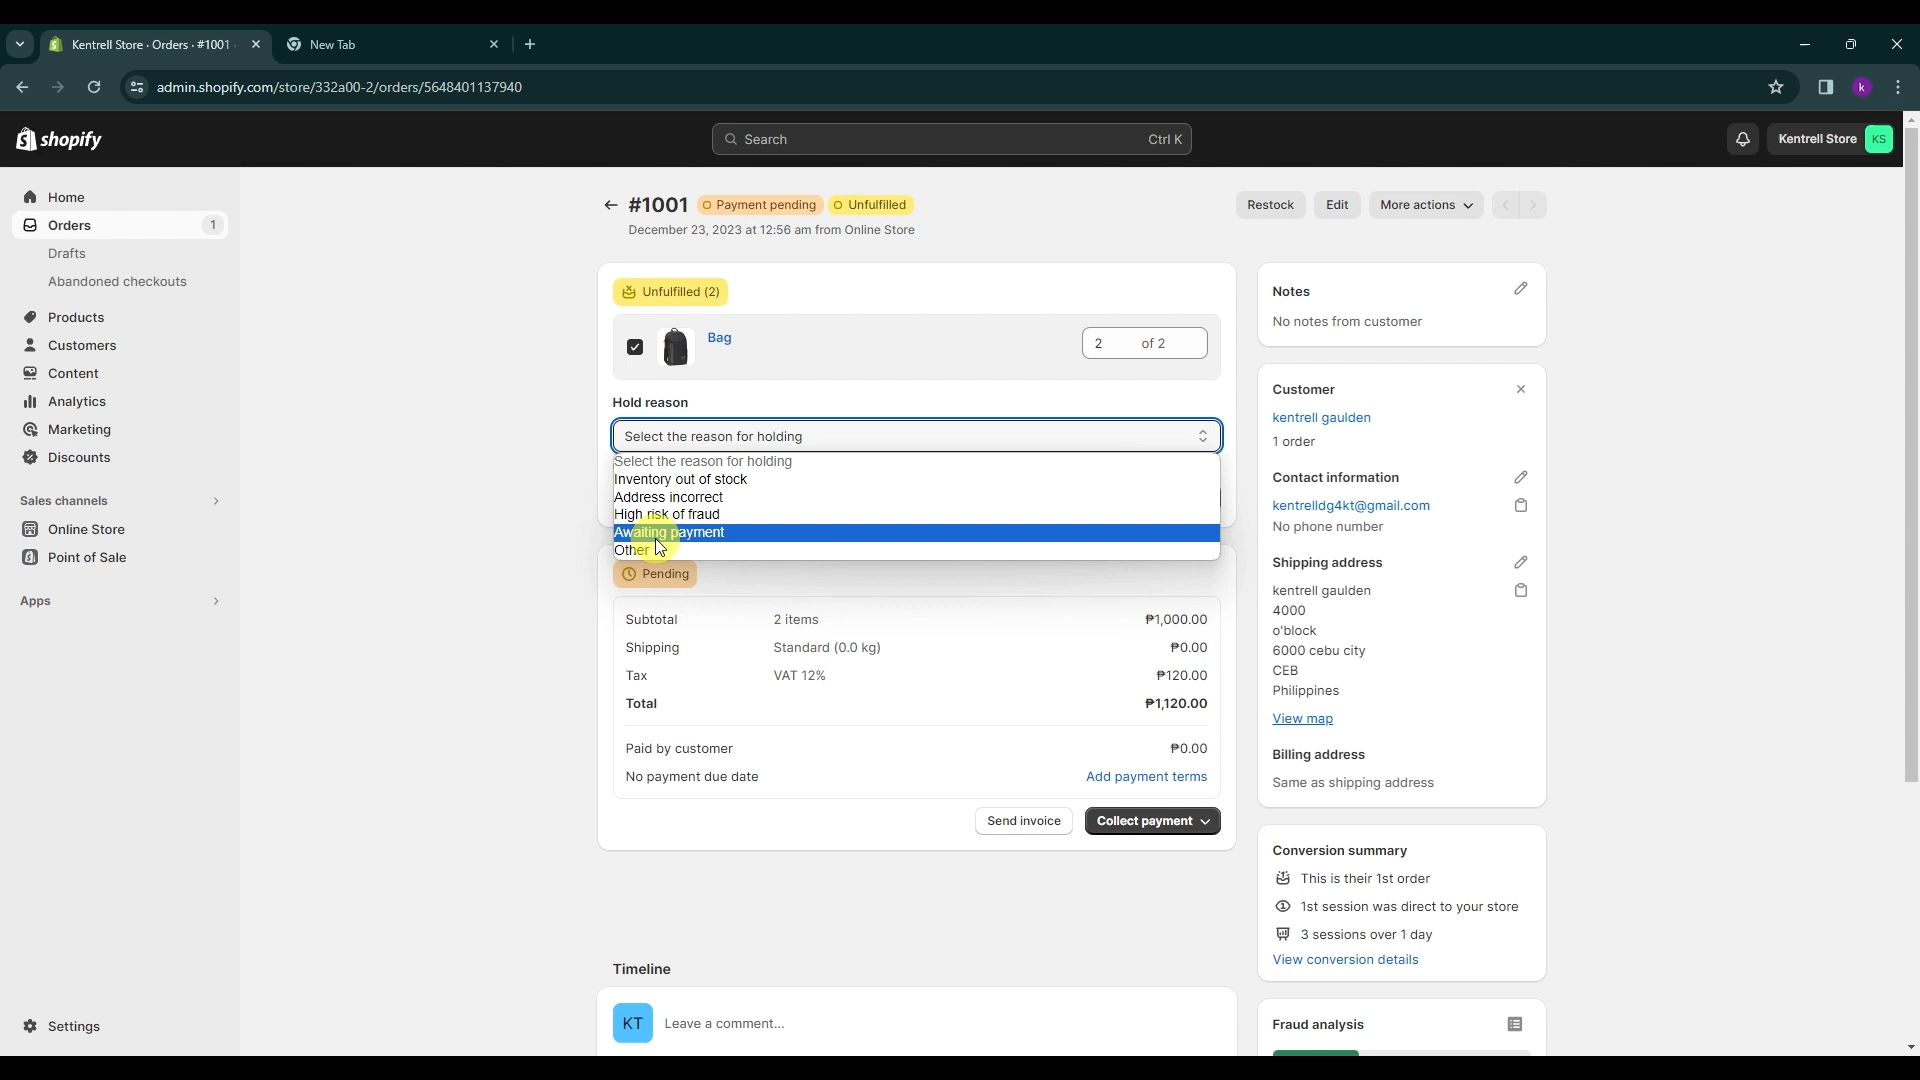 Kentrell Store · Orders · #1001
New Tab
admin.shopify.com/store/332a00-2/orders/5648401137940
k
shopify
Search
Ctrl K
Kentrell Store
KS
Home
Orders
1
Drafts
Abandoned checkouts
Products
Customers
Content
Analytics
Marketing
Discounts
Sales channels
Online Store
Point of Sale
Apps
Settings
#1001
Payment pending
Unfulfilled
Restock
Edit
More actions
December 23, 2023 at 12:56 am from Online Store
Unfulfilled (2)
Bag
2
of 2
Hold reason
Select the reason for holding
Select the reason for holding
Inventory out of stock
Address incorrect
High risk of fraud
Awaiting payment
Other
Pending
Subtotal 2 items ₱1,000.00
Shipping Standard (0.0 kg) ₱0.00
Tax VAT 12% ₱120.00
Total ₱1,120.00
Paid by customer ₱0.00
No payment due date Add payment terms
Send invoice
Collect payment
Timeline
KT
Leave a comment...
Notes
No notes from customer
Customer
kentrell gaulden
1 order
Contact information
kentrelldg4kt@gmail.com
No phone number
Shipping address
kentrell gaulden
4000
o'block
6000 cebu city
CEB
Philippines
View map
Billing address
Same as shipping address
Conversion summary
This is their 1st order
1st session was direct to your store
3 sessions over 1 day
View conversion details
Fraud analysis